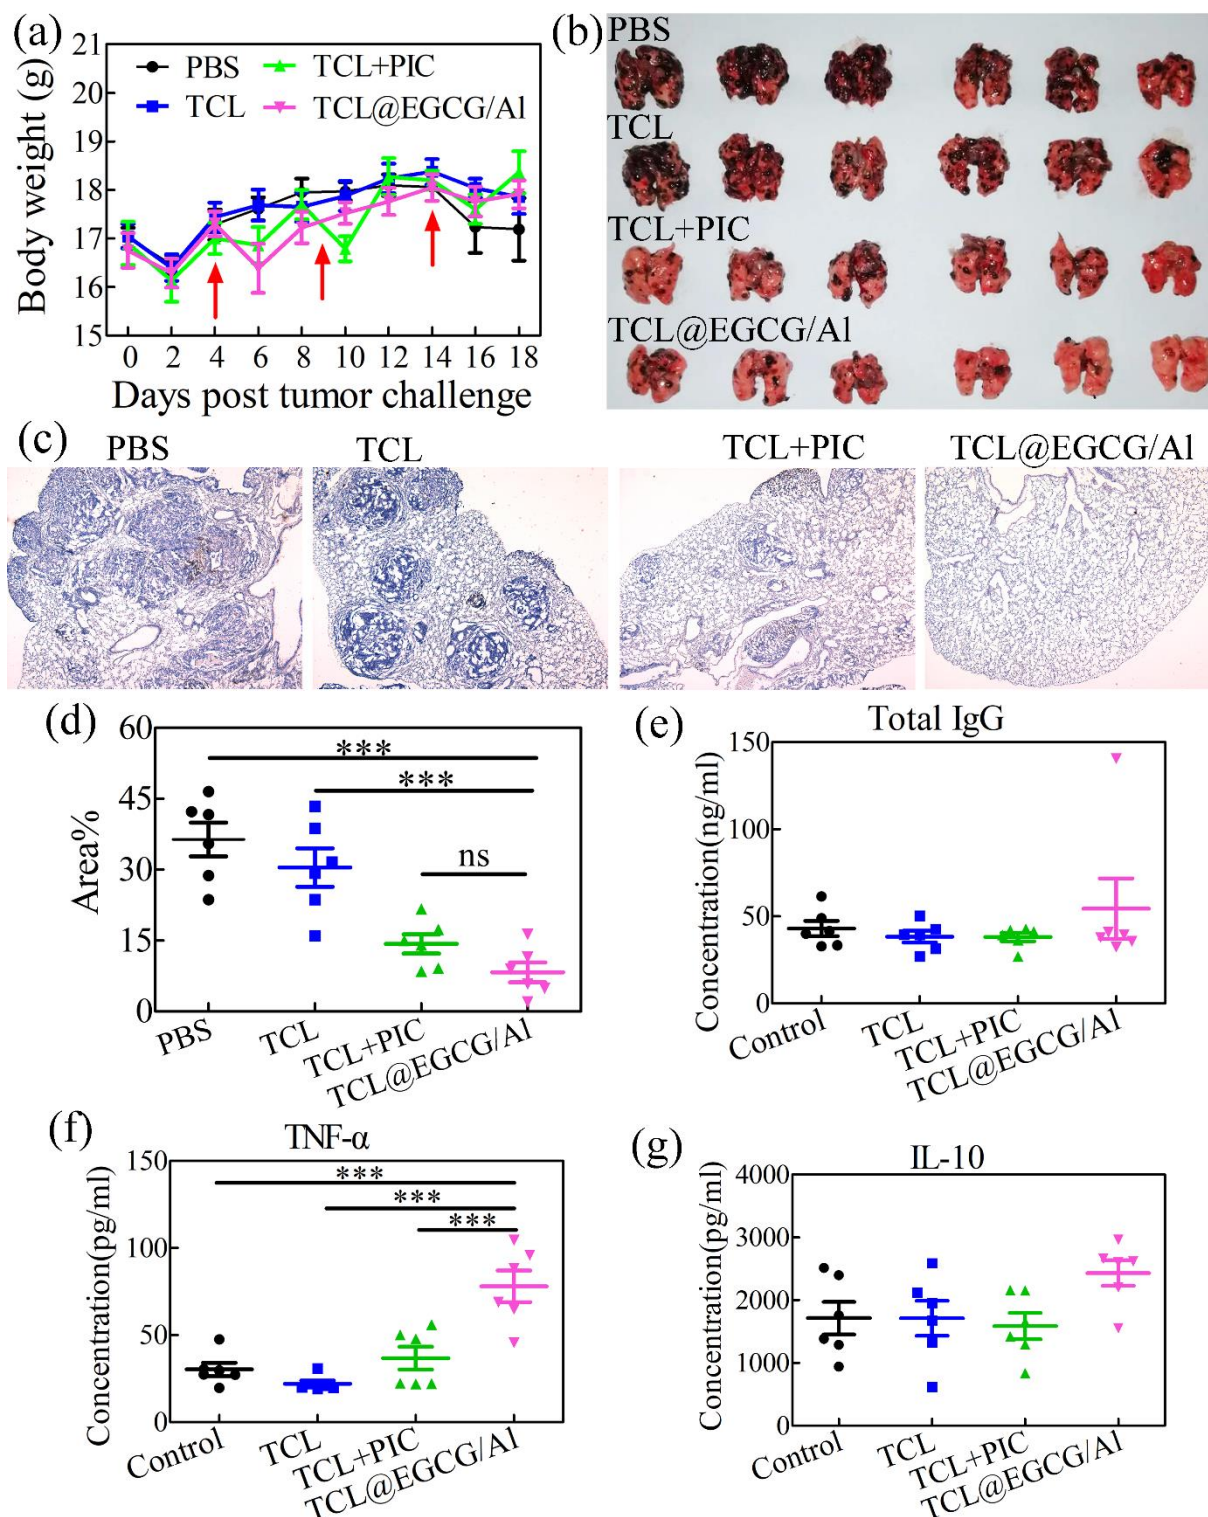 (a)
21
20
19
18
17
16
15
Body weight (g)
PBS
TCL+PIC
TCL
TCL@EGCG/Al
0 2 4 6 8 10 12 14 16 18
Days post tumor challenge
(b)
PBS
TCL
TCL+PIC
TCL@EGCG/Al
(c)
PBS
TCL
TCL+PIC
TCL@EGCG/Al
(d)
60
45
30
15
0
Area%
***
***
ns
PBS
TCL
TCL+PIC
TCL@EGCG/Al
(e)
Total IgG
150
100
50
0
Concentration(ng/ml)
Control
TCL
TCL+PIC
TCL@EGCG/Al
(f)
TNF-α
150
100
50
0
Concentration(pg/ml)
***
***
***
Control
TCL
TCL+PIC
TCL@EGCG/Al
(g)
IL-10
4000
3000
2000
1000
0
Concentration(pg/ml)
Control
TCL
TCL+PIC
TCL@EGCG/Al